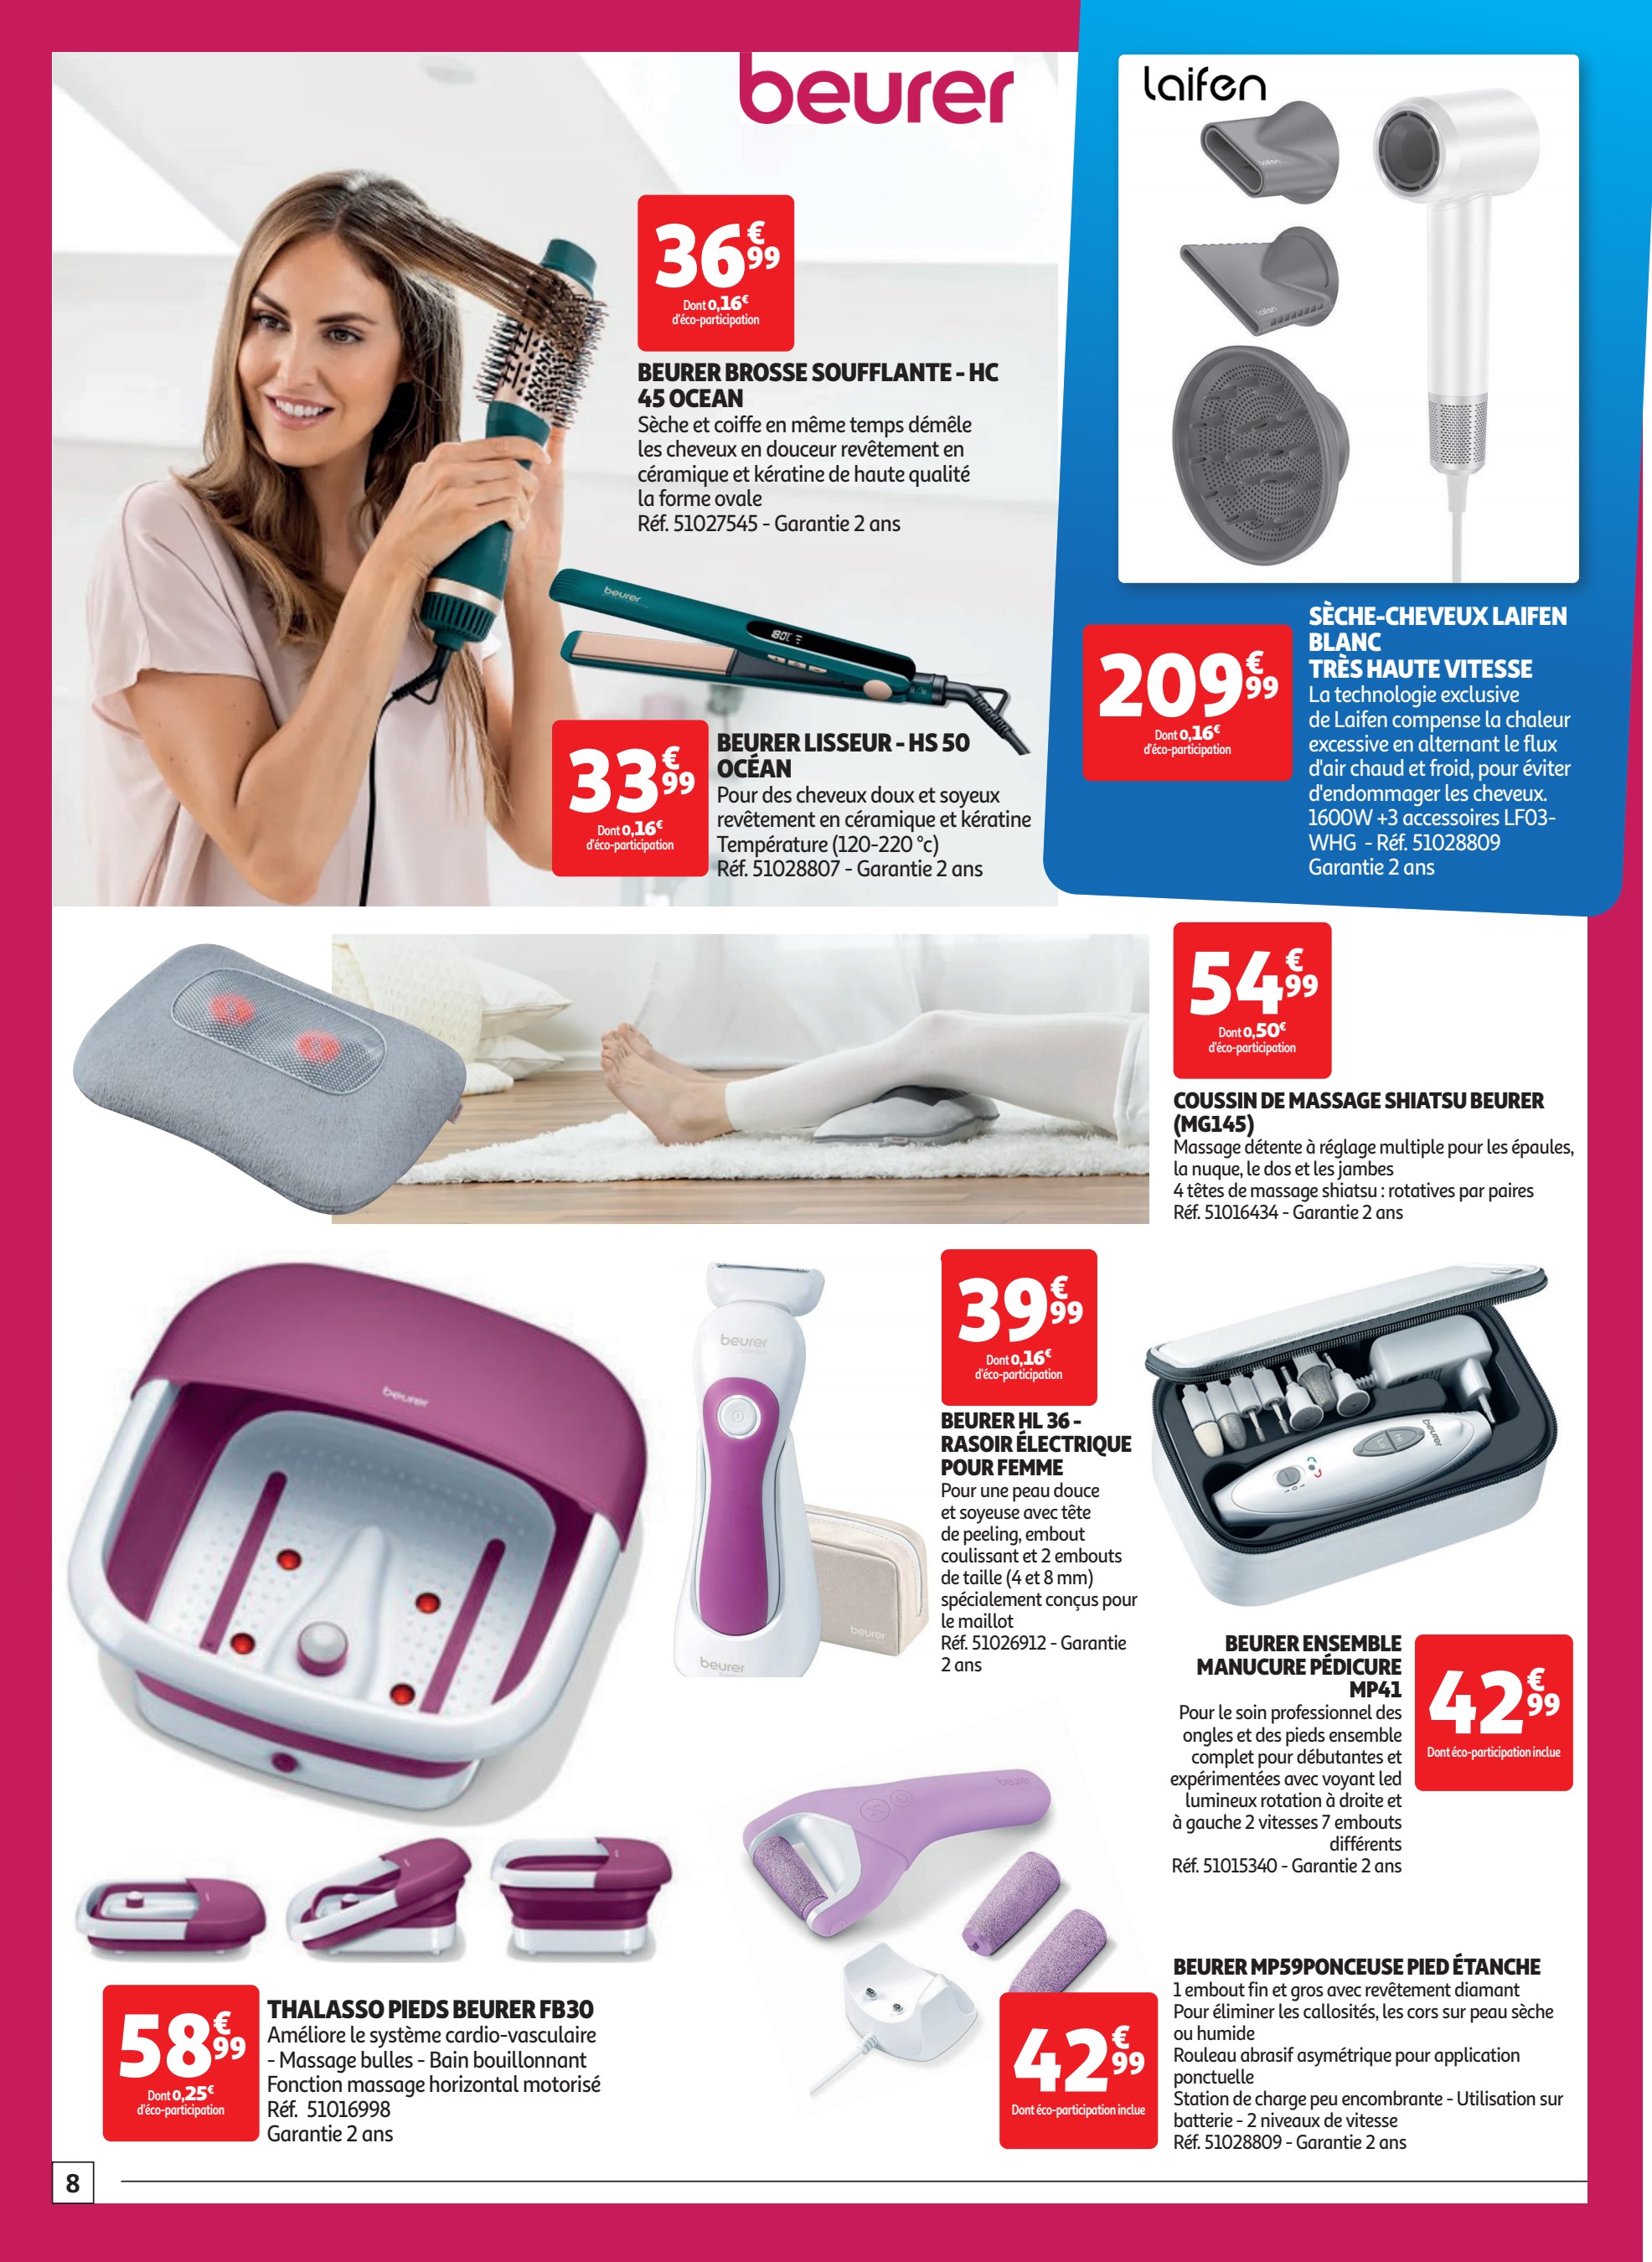 beurer
36€99
Dont 0,16€
d'éco-participation
BEURER BROSSE SOUFFLANTE - HC
45 OCEAN
Sèche et coiffe en même temps démêle
les cheveux en douceur revêtement en
céramique et kératine de haute qualité
la forme ovale
Réf. 51027545 - Garantie 2 ans
beurer
180°C
33€99
Dont 0,16€
d'éco-participation
BEURER LISSEUR - HS 50
OCÉAN
Pour des cheveux doux et soyeux
revêtement en céramique et kératine
Température (120-220 °c)
Réf. 51028807 - Garantie 2 ans
laifen
laifen
laifen
209€99
Dont 0,16€
d'éco-participation
SÈCHE-CHEVEUX LAIFEN
BLANC
TRÈS HAUTE VITESSE
La technologie exclusive
de Laifen compense la chaleur
excessive en alternant le flux
d'air chaud et froid, pour éviter
d'endommager les cheveux.
1600W +3 accessoires LF03-
WHG - Réf. 51028809
Garantie 2 ans
54€99
Dont 0,50€
d'éco-participation
COUSSIN DE MASSAGE SHIATSU BEURER
(MG145)
Massage détente à réglage multiple pour les épaules,
la nuque, le dos et les jambes
4 têtes de massage shiatsu : rotatives par paires
Réf. 51016434 - Garantie 2 ans
beurer
beurer
beurer
beurer
39€99
Dont 0,16€
d'éco-participation
BEURER HL 36 -
RASOIR ÉLECTRIQUE
POUR FEMME
Pour une peau douce
et soyeuse avec tête
de peeling, embout
coulissant et 2 embouts
de taille (4 et 8 mm)
spécialement conçus pour
le maillot
Réf. 51026912 - Garantie
2 ans
beurer
BEURER ENSEMBLE
MANUCURE PÉDICURE
MP41
Pour le soin professionnel des
ongles et des pieds ensemble
complet pour débutantes et
expérimentées avec voyant led
lumineux rotation à droite et
à gauche 2 vitesses 7 embouts
différents
Réf. 51015340 - Garantie 2 ans
42€99
Dont éco-participation inclue
beurer
58€99
Dont 0,25€
d'éco-participation
THALASSO PIEDS BEURER FB30
Améliore le système cardio-vasculaire
- Massage bulles - Bain bouillonnant
Fonction massage horizontal motorisé
Réf. 51016998
Garantie 2 ans
42€99
Dont éco-participation inclue
BEURER MP59PONCEUSE PIED ÉTANCHE
1 embout fin et gros avec revêtement diamant
Pour éliminer les callosités, les cors sur peau sèche
ou humide
Rouleau abrasif asymétrique pour application
ponctuelle
Station de charge peu encombrante - Utilisation sur
batterie - 2 niveaux de vitesse
Réf. 51028809 - Garantie 2 ans
8